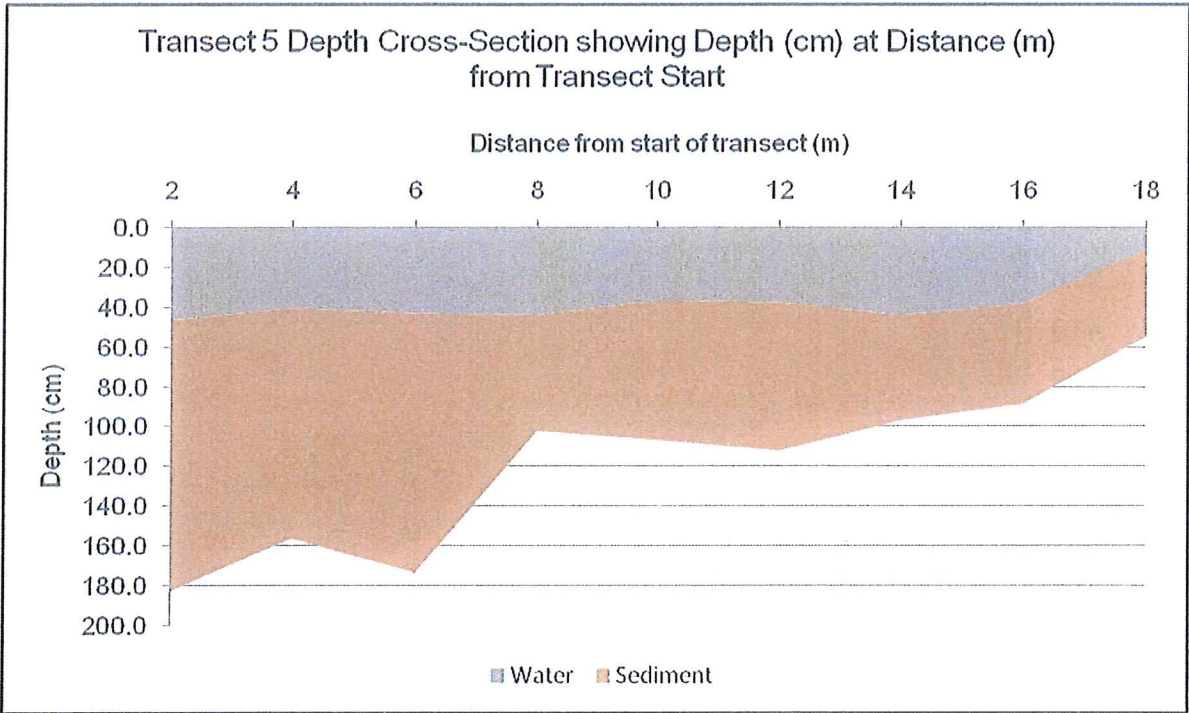 Transect 5 Depth Cross-Section showing Depth (cm) at Distance (m)
from Transect Start
Distance from start of transect (m)
2 4 6 8 10 12 14 16 18
0.0
20.0
40.0
60.0
80.0
100.0
120.0
140.0
160.0
180.0
200.0
Depth (cm)
Water Sediment